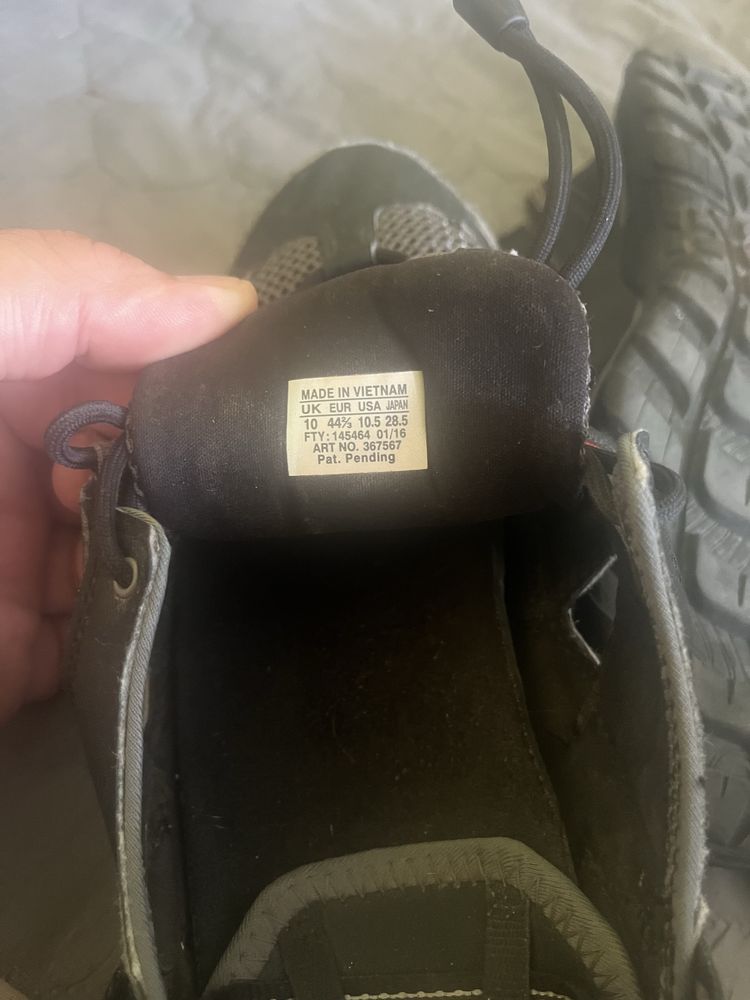 MADE IN VIETNAM
UK EUR USA JAPAN
10 44⅔ 10.5 28.5
FTY: 145464 01/16
ART NO. 367567
Pat. Pending